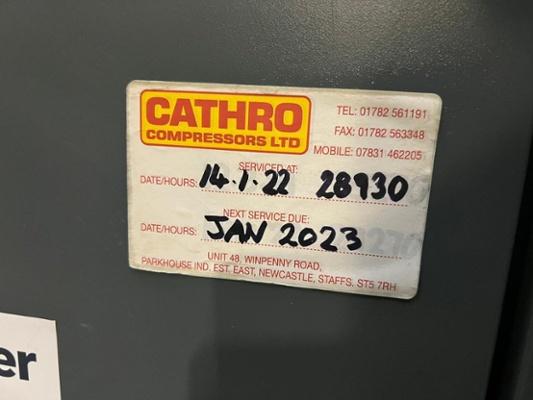 CATHRO
COMPRESSORS LTD
TEL: 01782 561191
FAX: 01782 563348
MOBILE: 07831 462205
SERVICED AT:
DATE/HOURS: 14.1.22 28930
NEXT SERVICE DUE:
DATE/HOURS: JAN 2023
UNIT 48, WINPENNY ROAD,
PARKHOUSE IND. EST. EAST, NEWCASTLE, STAFFS. ST5 7RH
er